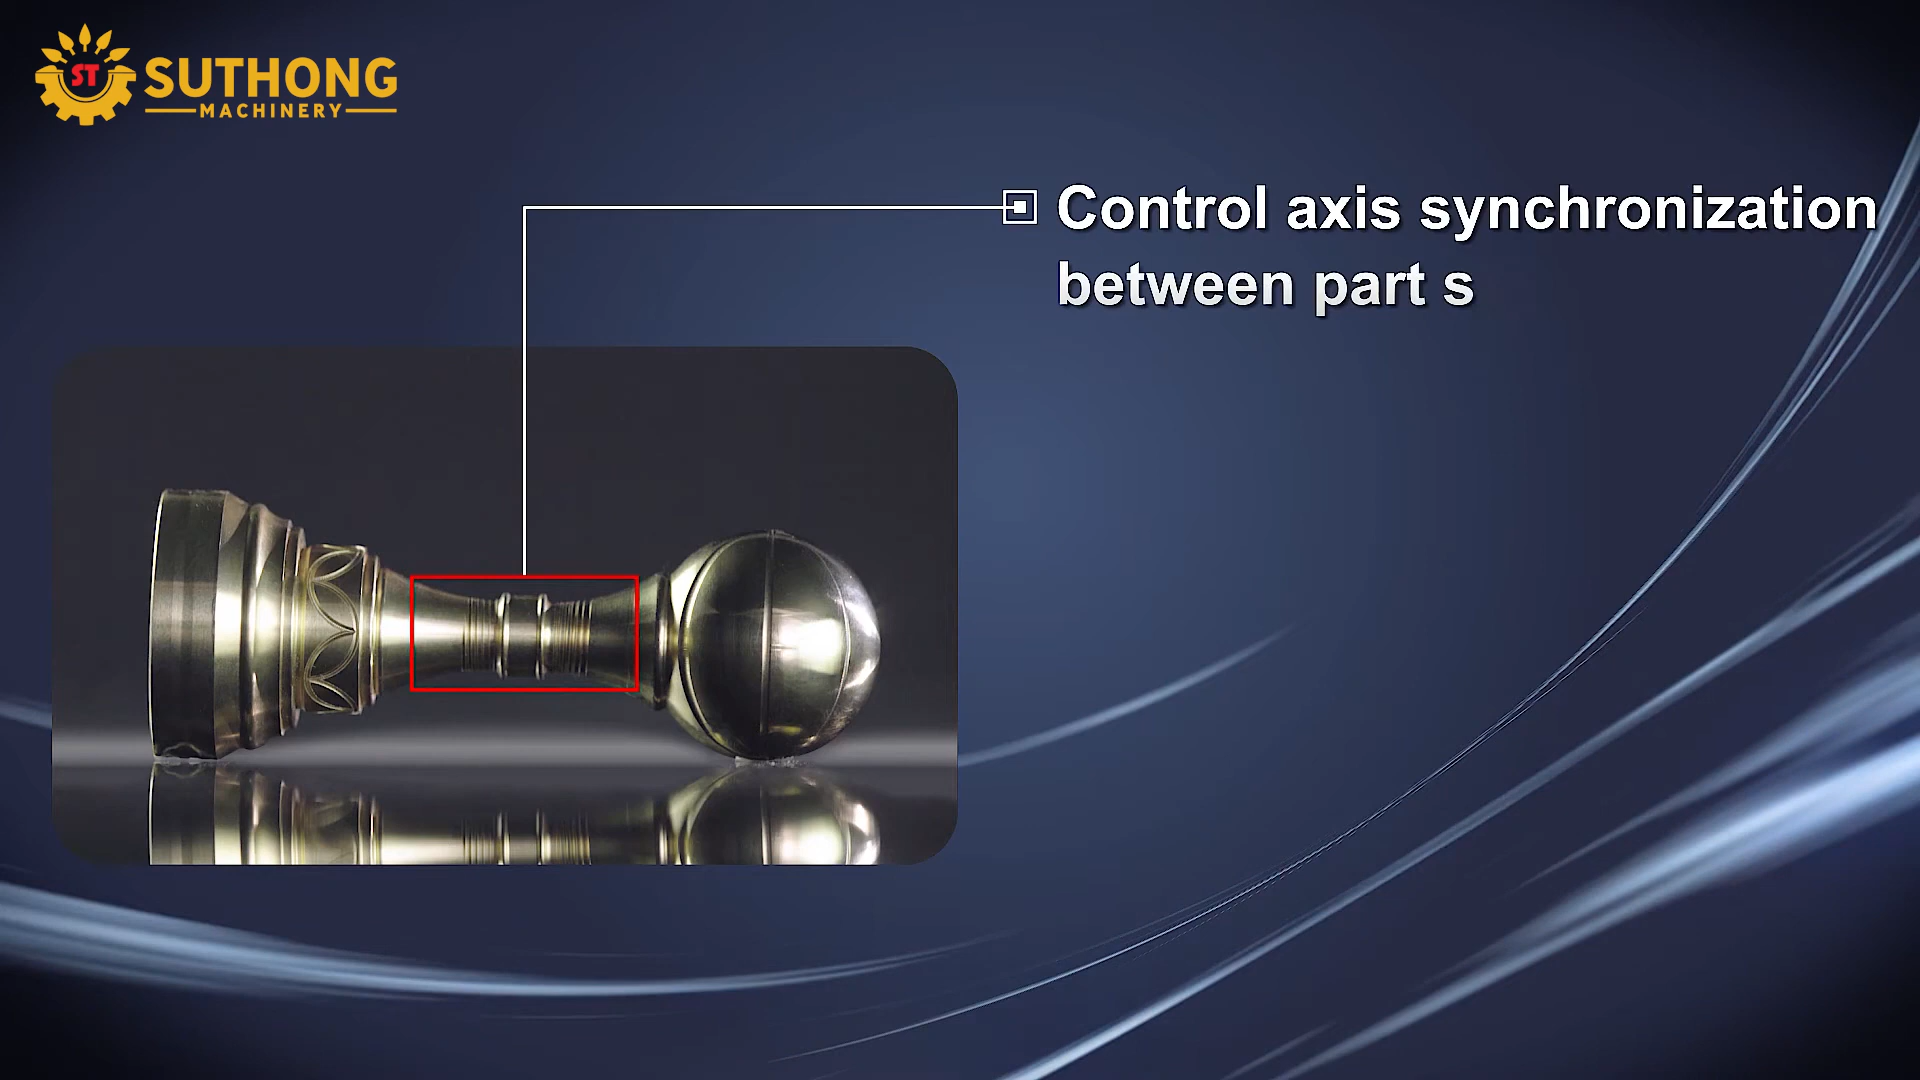 ST
SUTHONG
MACHINERY
Control axis synchronization
between part s